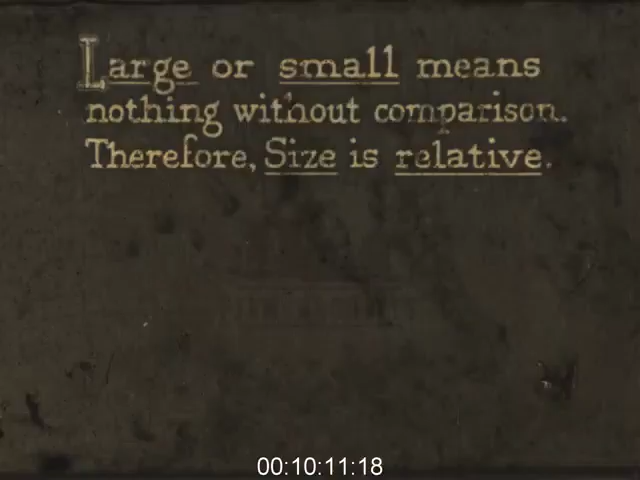 Large or small means
nothing without comparison.
Therefore, Size is relative.
00:10:11:18